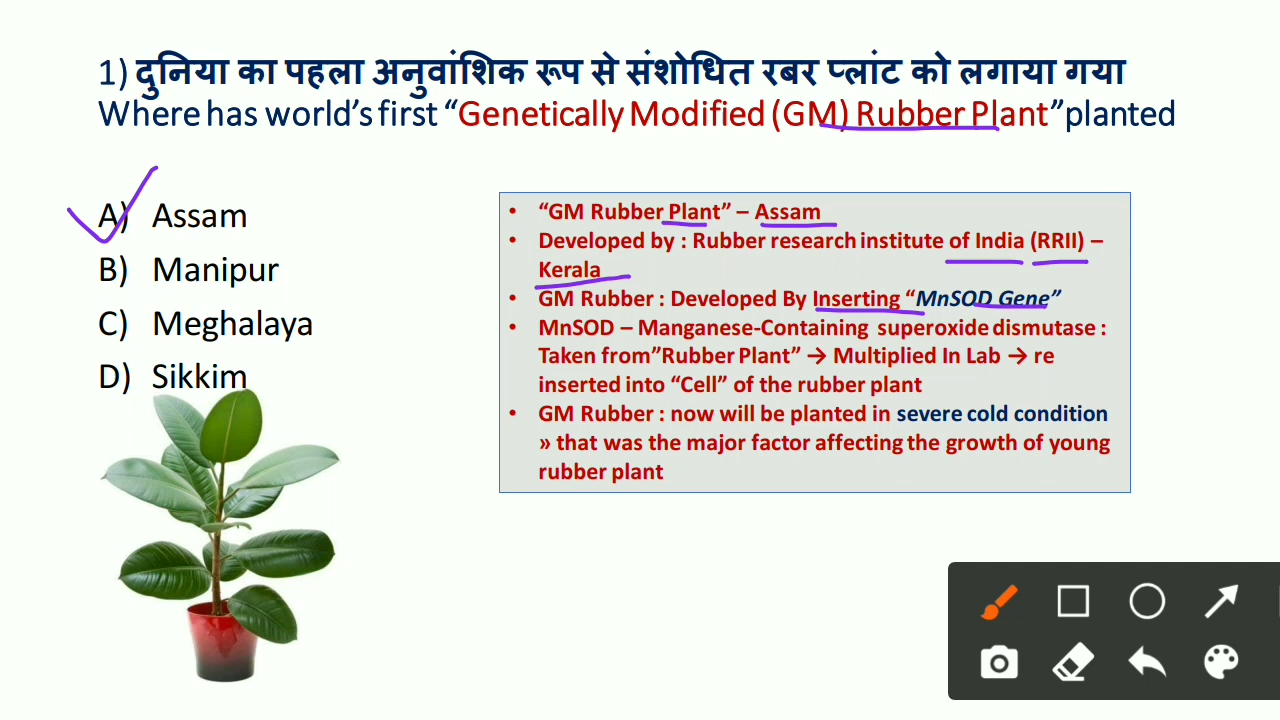 1) दुनिया का पहला अनुवांशिक रूप से संशोधित रबर प्लांट को लगाया गया
Where has world's first “Genetically Modified (GM) Rubber Plant” planted
A) Assam
B) Manipur
C) Meghalaya
D) Sikkim
• “GM Rubber Plant” – Assam
• Developed by : Rubber research institute of India (RRII) –
Kerala
• GM Rubber : Developed By Inserting “MnSOD Gene”
• MnSOD – Manganese-Containing superoxide dismutase :
Taken from”Rubber Plant” → Multiplied In Lab → re
inserted into “Cell” of the rubber plant
• GM Rubber : now will be planted in severe cold condition
» that was the major factor affecting the growth of young
rubber plant